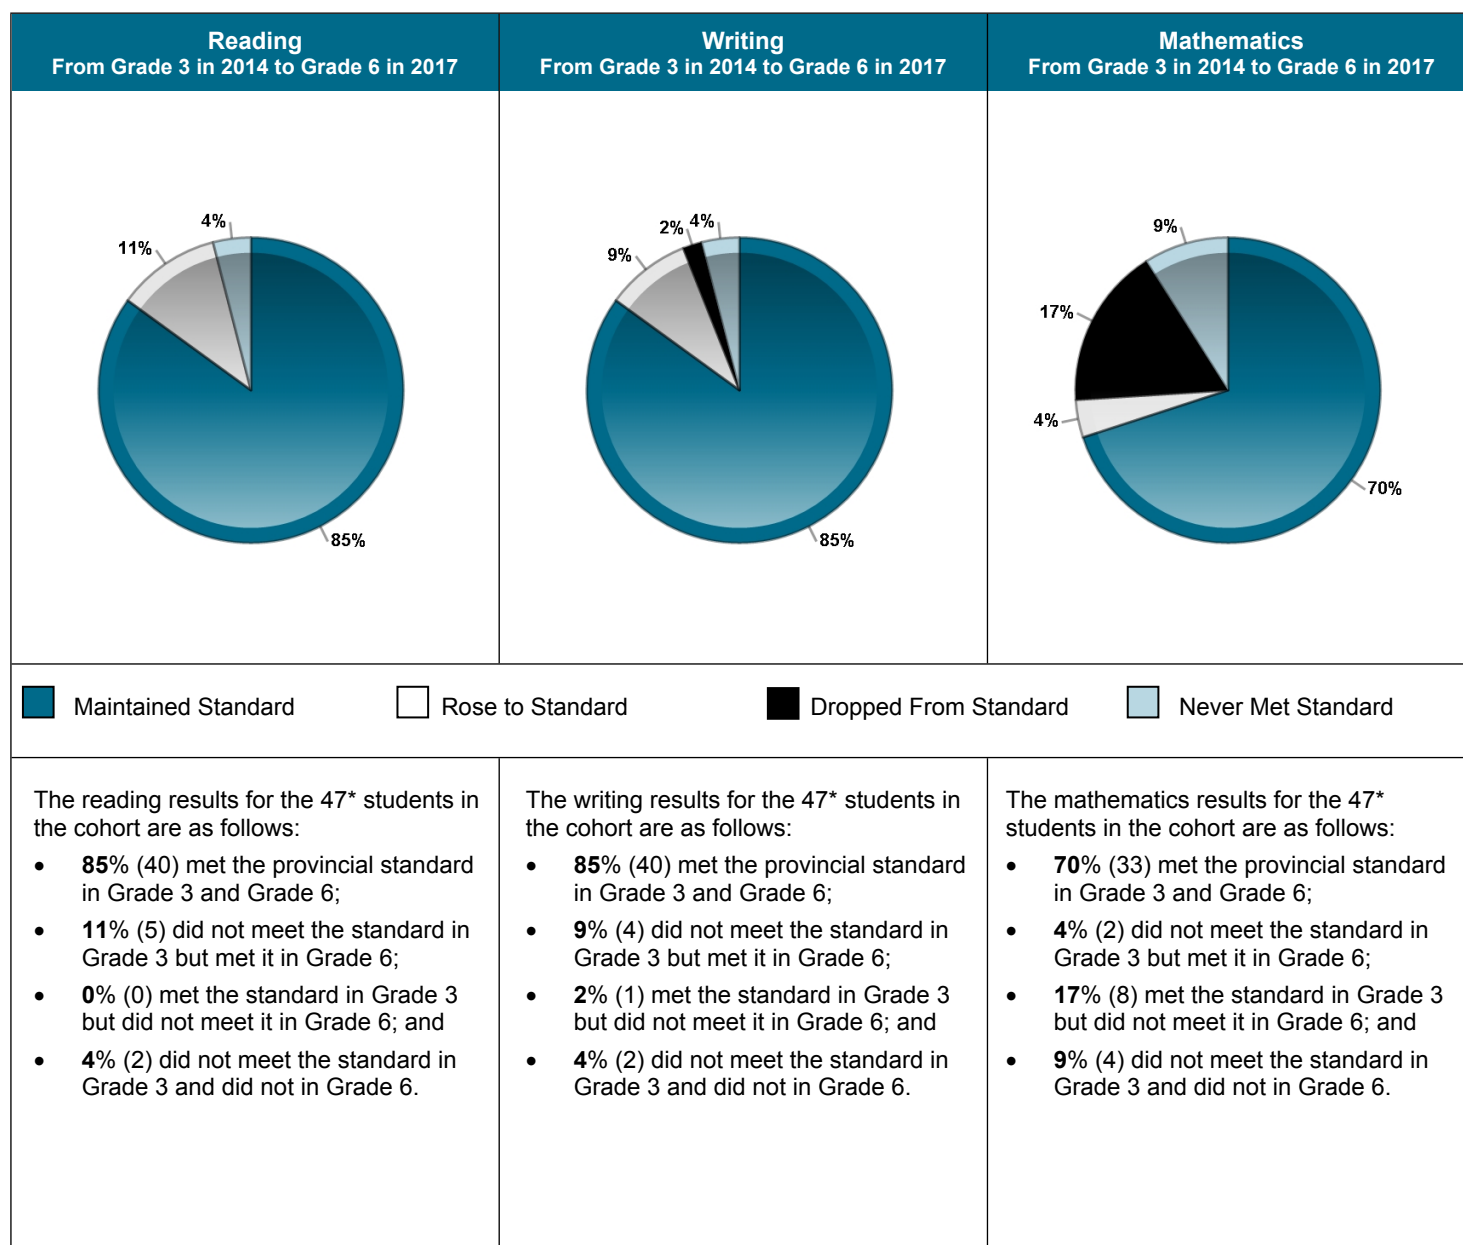 Reading
From Grade 3 in 2014 to Grade 6 in 2017
Writing
From Grade 3 in 2014 to Grade 6 in 2017
Mathematics
From Grade 3 in 2014 to Grade 6 in 2017
4%
11%
85%
2%
4%
9%
85%
9%
17%
4%
70%
Maintained Standard
Rose to Standard
Dropped From Standard
Never Met Standard
The reading results for the 47* students in
the cohort are as follows:
• 85% (40) met the provincial standard
in Grade 3 and Grade 6;
• 11% (5) did not meet the standard in
Grade 3 but met it in Grade 6;
• 0% (0) met the standard in Grade 3
but did not meet it in Grade 6; and
• 4% (2) did not meet the standard in
Grade 3 and did not in Grade 6.
The writing results for the 47* students in
the cohort are as follows:
• 85% (40) met the provincial standard
in Grade 3 and Grade 6;
• 9% (4) did not meet the standard in
Grade 3 but met it in Grade 6;
• 2% (1) met the standard in Grade 3
but did not meet it in Grade 6; and
• 4% (2) did not meet the standard in
Grade 3 and did not in Grade 6.
The mathematics results for the 47*
students in the cohort are as follows:
• 70% (33) met the provincial standard
in Grade 3 and Grade 6;
• 4% (2) did not meet the standard in
Grade 3 but met it in Grade 6;
• 17% (8) met the standard in Grade 3
but did not meet it in Grade 6; and
• 9% (4) did not meet the standard in
Grade 3 and did not in Grade 6.